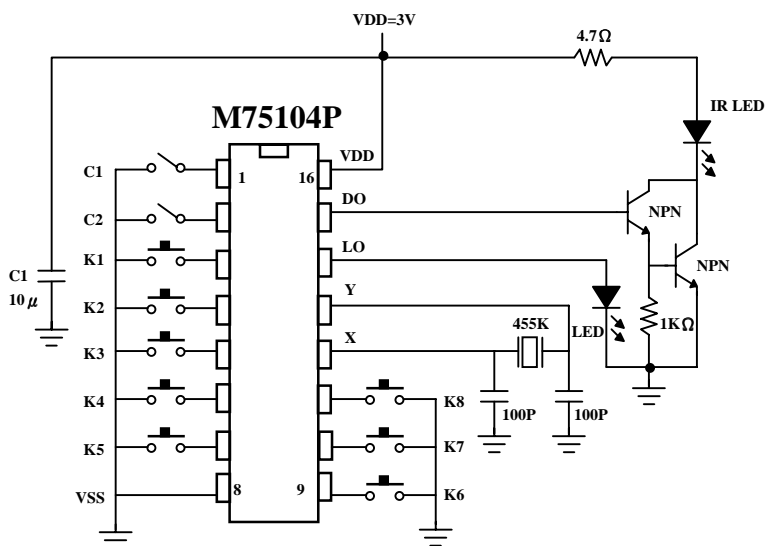 VDD=3V
4.7Ω
M75104P
IR LED
VDD
C1
1
16
DO
NPN
C2
LO
NPN
K1
C1
10μ
Y
K2
455K
LED
1KΩ
X
K3
K4
K8
100P
100P
K5
K7
VSS
8
9
K6